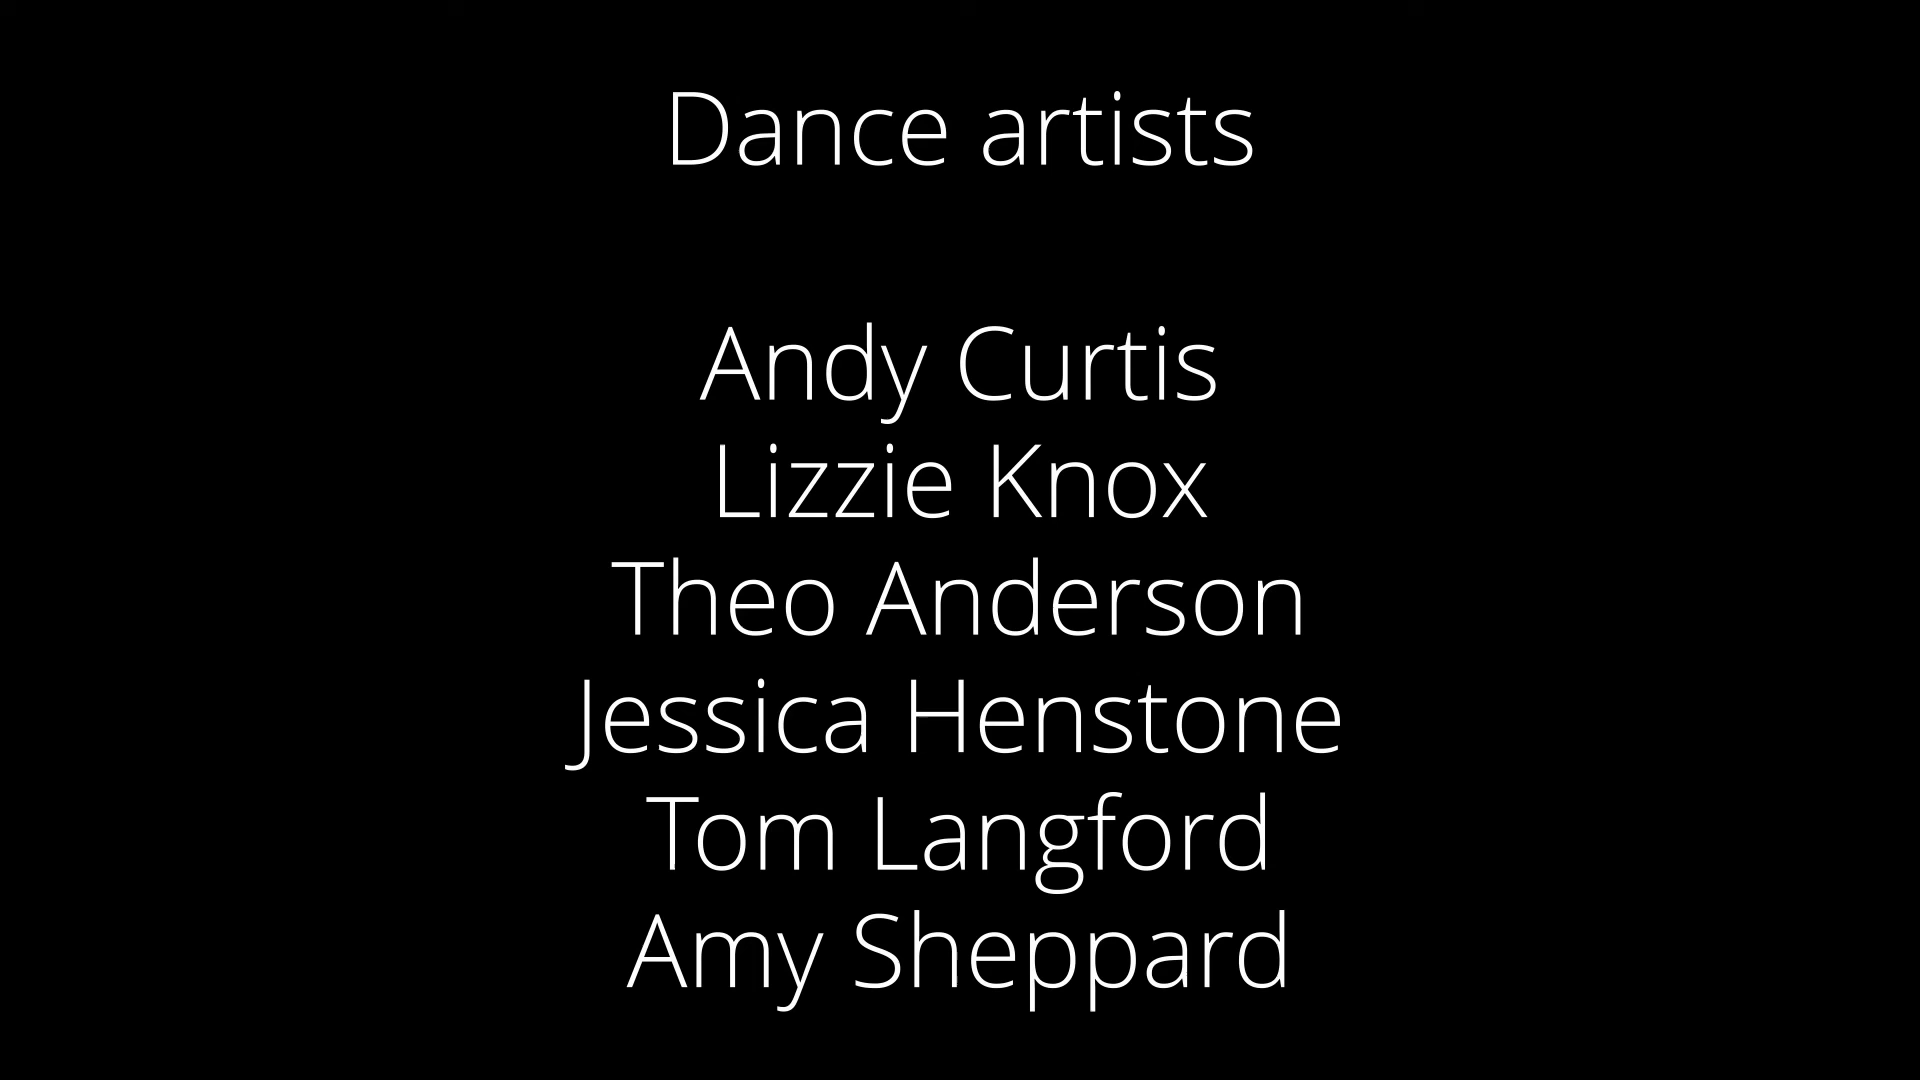 Dance artists
Andy Curtis
Lizzie Knox
Theo Anderson
Jessica Henstone
Tom Langford
Amy Sheppard